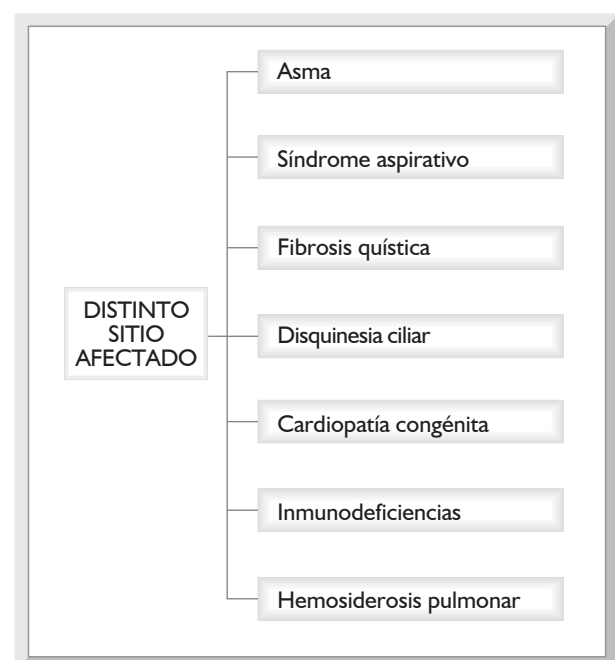 Asma
Síndrome aspirativo
Fibrosis quística
DISTINTO
SITIO
AFECTADO
Disquinesia ciliar
Cardiopatía congénita
Inmunodeficiencias
Hemosiderosis pulmonar